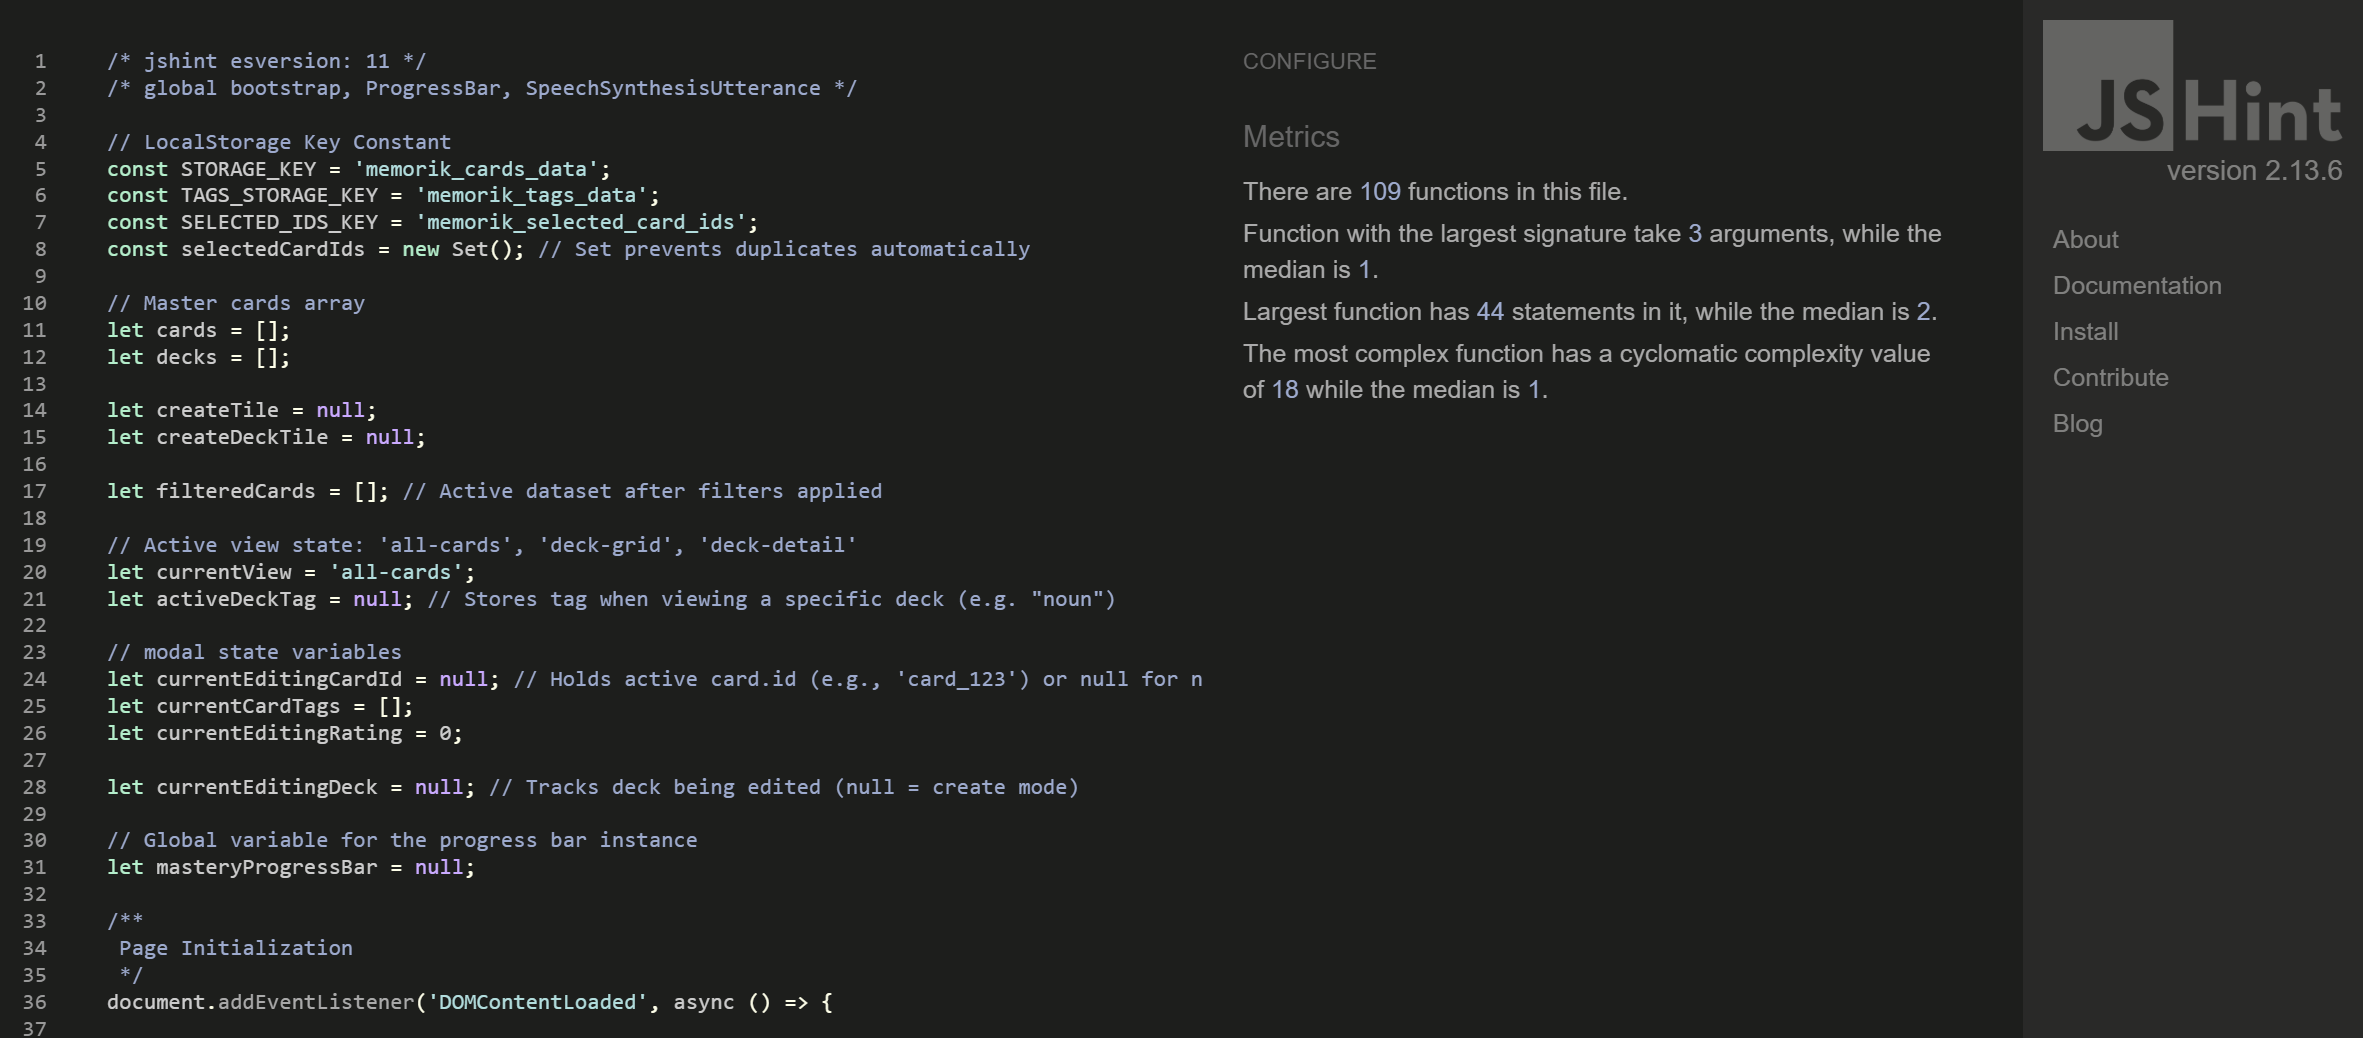 1 /* jshint esversion: 11 */
2 /* global bootstrap, ProgressBar, SpeechSynthesisUtterance */
3
4 // LocalStorage Key Constant
5 const STORAGE_KEY = 'memorik_cards_data';
6 const TAGS_STORAGE_KEY = 'memorik_tags_data';
7 const SELECTED_IDS_KEY = 'memorik_selected_card_ids';
8 const selectedCardIds = new Set(); // Set prevents duplicates automatically
9
10 // Master cards array
11 let cards = [];
12 let decks = [];
13
14 let createTile = null;
15 let createDeckTile = null;
16
17 let filteredCards = []; // Active dataset after filters applied
18
19 // Active view state: 'all-cards', 'deck-grid', 'deck-detail'
20 let currentView = 'all-cards';
21 let activeDeckTag = null; // Stores tag when viewing a specific deck (e.g. "noun")
22
23 // modal state variables
24 let currentEditingCardId = null; // Holds active card.id (e.g., 'card_123') or null for n
25 let currentCardTags = [];
26 let currentEditingRating = 0;
27
28 let currentEditingDeck = null; // Tracks deck being edited (null = create mode)
29
30 // Global variable for the progress bar instance
31 let masteryProgressBar = null;
32
33 /**
34 Page Initialization
35 */
36 document.addEventListener('DOMContentLoaded', async () => {
37
CONFIGURE
Metrics
There are 109 functions in this file.
Function with the largest signature take 3 arguments, while the
median is 1.
Largest function has 44 statements in it, while the median is 2.
The most complex function has a cyclomatic complexity value
of 18 while the median is 1.
JSHint
version 2.13.6
About
Documentation
Install
Contribute
Blog